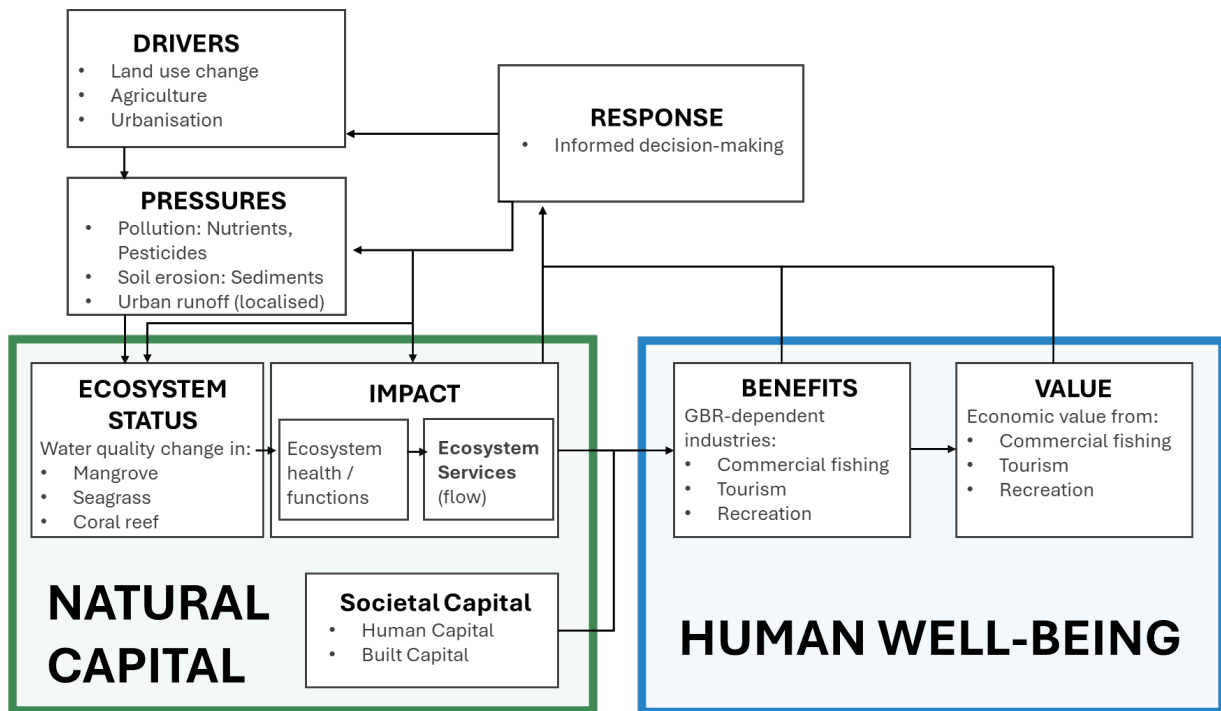 DRIVERS
• Land use change
• Agriculture
• Urbanisation
RESPONSE
• Informed decision-making
PRESSURES
• Pollution: Nutrients,
Pesticides
• Soil erosion: Sediments
• Urban runoff (localised)
ECOSYSTEM
STATUS
Water quality change in:
• Mangrove
• Seagrass
• Coral reef
IMPACT
Ecosystem
health /
functions
Ecosystem
Services
(flow)
BENEFITS
GBR-dependent
industries:
• Commercial fishing
• Tourism
• Recreation
VALUE
Economic value from:
• Commercial fishing
• Tourism
• Recreation
NATURAL
CAPITAL
Societal Capital
• Human Capital
• Built Capital
HUMAN WELL-BEING